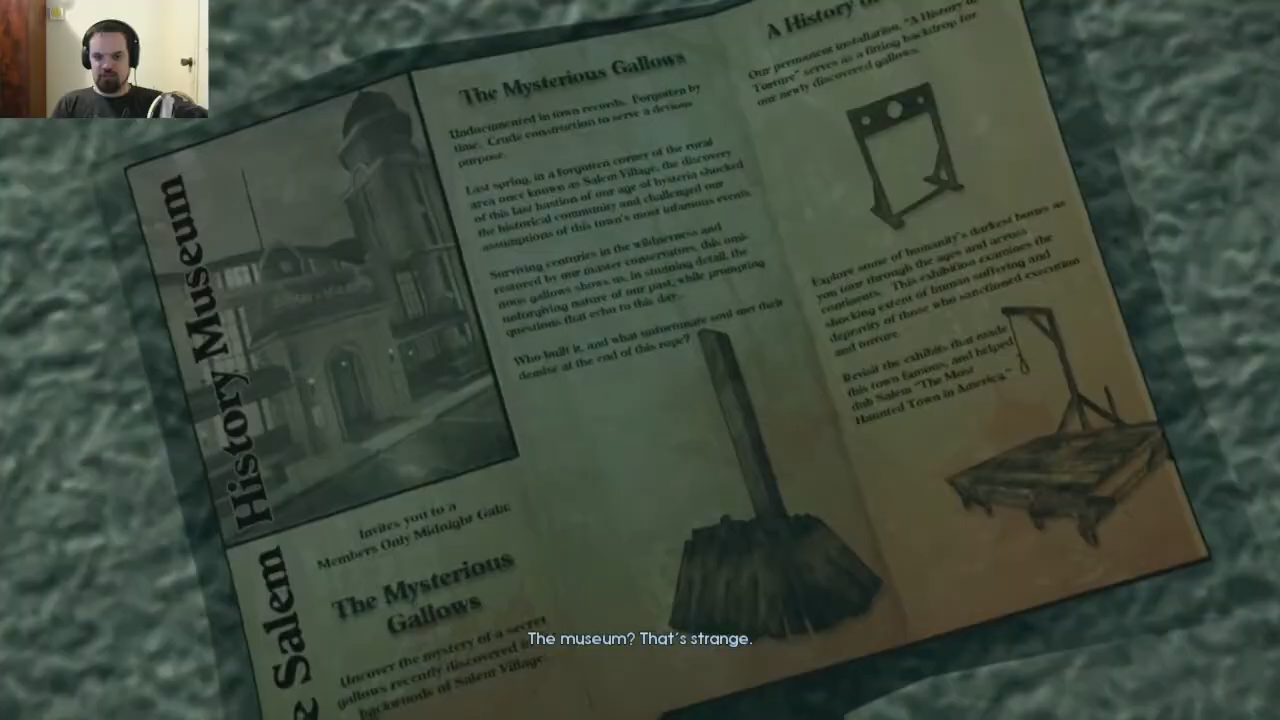 History Museum
e Salem
Invites you to a
Members Only Midnight Gala:
The Mysterious
Gallows
Uncover the mystery of a secret
gallows recently discovered
backwoods of Salem Village.
The Mysterious Gallows
Undocumented in town records. Forgotten by
time. Crude construction to serve a devious
purpose.
Last spring, in a forgotten corner of the rural
area once known as Salem Village, the discovery
of this last bastion of our age of hysteria shocked
the historical community and challenged our
assumptions of this town's most infamous events.
Surviving centuries in the wilderness and
restored by our master conservators, this omi-
nous gallows shows us, in stunning detail, the
unforgiving nature of our past, while prompting
questions that echo to this day.
Who built it, and what unfortunate soul met their
demise at the end of this rope?
A History
Our permanent installation, "A History of
Torture" serves as a fitting backdrop for
our newly discovered gallows.
Explore some of humanity's darkest hours as
you tour through the ages and across
continents. This exhibition examines the
shocking extent of human suffering and
depravity of those who sanctioned execution
and torture.
Revisit the exhibits that made
this town famous, and helped
dub Salem "The Most
Haunted Town in America."
The museum? That's strange.